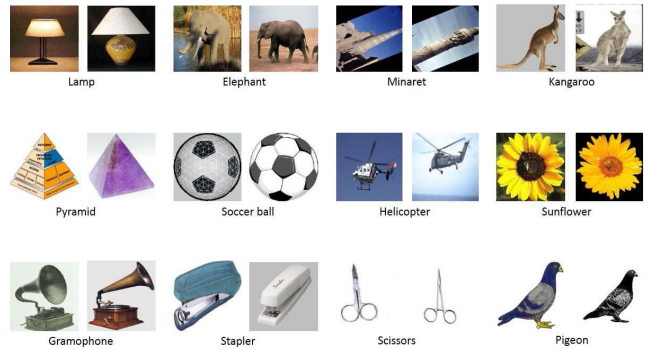 Lamp
Elephant
Minaret
Kangaroo
Pyramid
Soccer ball
Helicopter
Sunflower
Gramophone
Stapler
Scissors
Pigeon